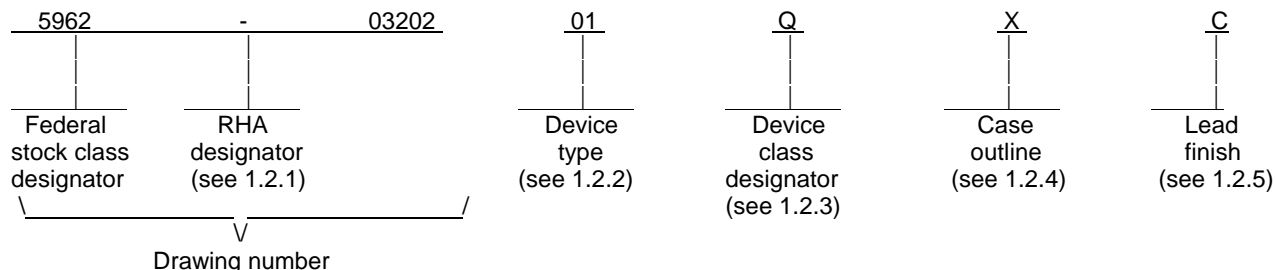 5962 - 03202 01 Q X C
Federal stock class designator
RHA designator (see 1.2.1)
Device type (see 1.2.2)
Device class designator (see 1.2.3)
Case outline (see 1.2.4)
Lead finish (see 1.2.5)
Drawing number